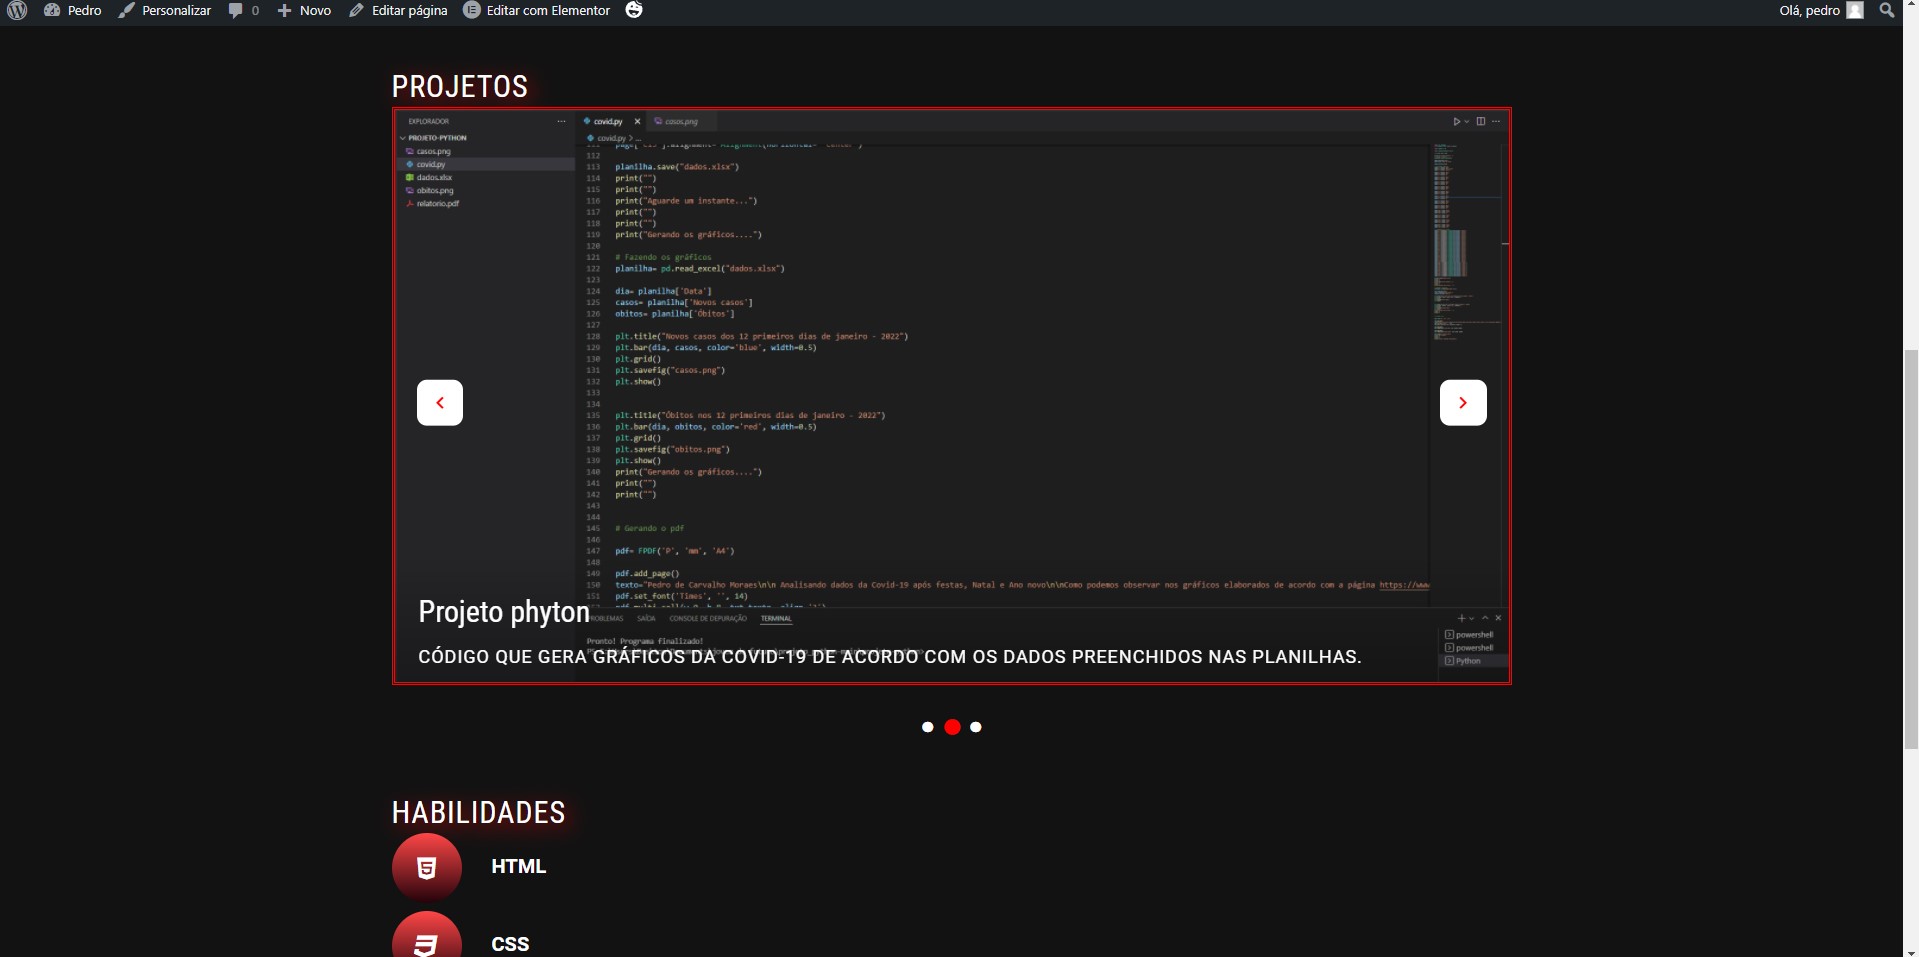 Pedro Personalizar 0 Novo Editar página Editar com Elementor Olá, pedro
PROJETOS
EXPLORADOR ... covid.py × casos.png
PROJETO-PYTHON covid.py > ...
casos.png
covid.py
dados.xlsx
obitos.png
relatorio.pdf
112
113 planilha.save("dados.xlsx")
114 print("")
115 print("")
116 print("Aguarde um instante...")
117 print("")
118 print("")
119 print("Gerando os gráficos....")
120
121 # Fazendo os gráficos
122 planilha= pd.read_excel("dados.xlsx")
123
124 dia= planilha['Data']
125 casos= planilha['Novos casos']
126 obitos= planilha['Óbitos']
127
128 plt.title("Novos casos dos 12 primeiros dias de janeiro - 2022")
129 plt.bar(dia, casos, color='blue', width=0.5)
130 plt.grid()
131 plt.savefig("casos.png")
132 plt.show()
133
134
135 plt.title("Óbitos nos 12 primeiros dias de janeiro - 2022")
136 plt.bar(dia, obitos, color='red', width=0.5)
137 plt.grid()
138 plt.savefig("obitos.png")
139 plt.show()
140 print("Gerando os gráficos....")
141 print("")
142 print("")
143
144
145 # Gerando o pdf
146
147 pdf= FPDF('P', 'mm', 'A4')
148
149 pdf.add_page()
150 texto="Pedro de Carvalho Moraes\n\n Analisando dados da Covid-19 após festas, Natal e Ano novo\n\nComo podemos observar nos gráficos elaborados de acordo com a página https://www
151 pdf.set_font('Times', '', 14)
Projeto phyton
PROBLEMAS SAÍDA CONSOLE DE DEPURAÇÃO TERMINAL
Pronto! Programa finalizado!
powershell
powershell
Python
CÓDIGO QUE GERA GRÁFICOS DA COVID-19 DE ACORDO COM OS DADOS PREENCHIDOS NAS PLANILHAS.
HABILIDADES
HTML
CSS